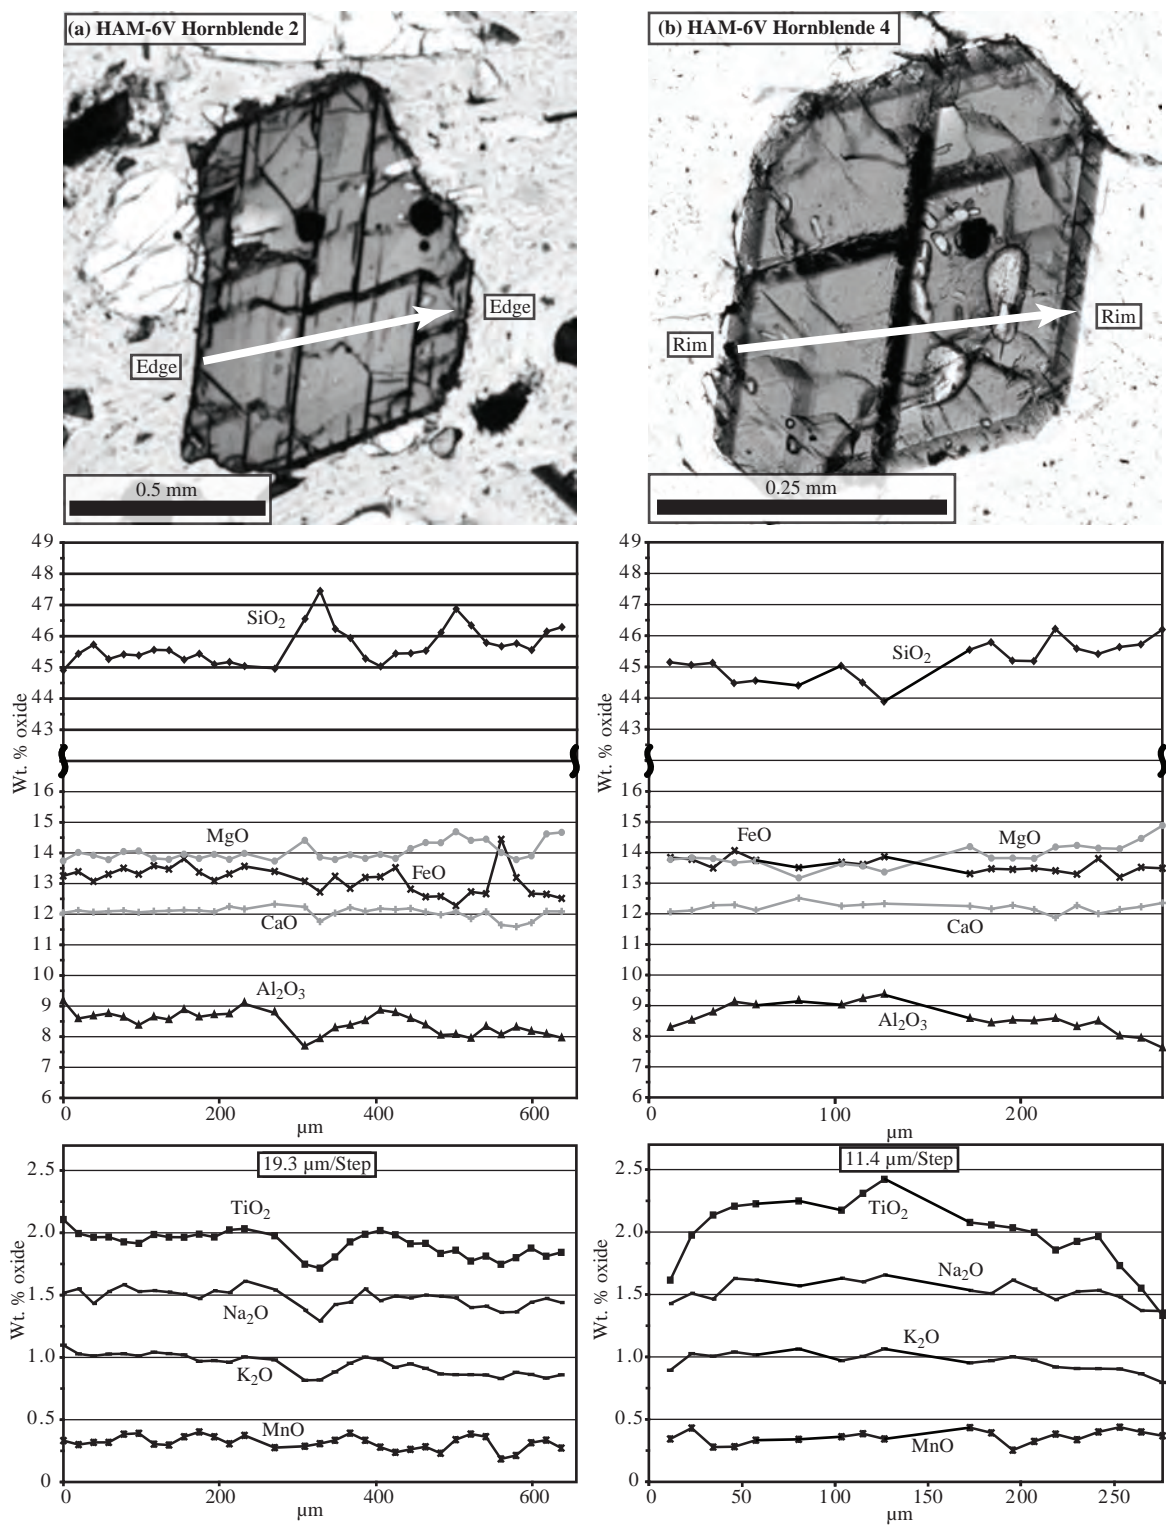 (a) HAM-6V Hornblende 2
Edge
Edge
0.5 mm
(b) HAM-6V Hornblende 4
Rim
Rim
0.25 mm
49
48
47
46
45
44
43
16
15
14
13
12
11
10
9
8
7
6
Wt. % oxide
SiO₂
MgO
FeO
CaO
Al₂O₃
0
200
400
600
µm
49
48
47
46
45
44
43
16
15
14
13
12
11
10
9
8
7
6
Wt. % oxide
SiO₂
FeO
MgO
CaO
Al₂O₃
0
100
200
µm
19.3 µm/Step
2.5
2.0
1.5
1.0
0.5
0
Wt. % oxide
TiO₂
Na₂O
K₂O
MnO
0
200
400
600
µm
11.4 µm/Step
2.5
2.0
1.5
1.0
0.5
0
Wt. % oxide
TiO₂
Na₂O
K₂O
MnO
0
50
100
150
200
250
µm